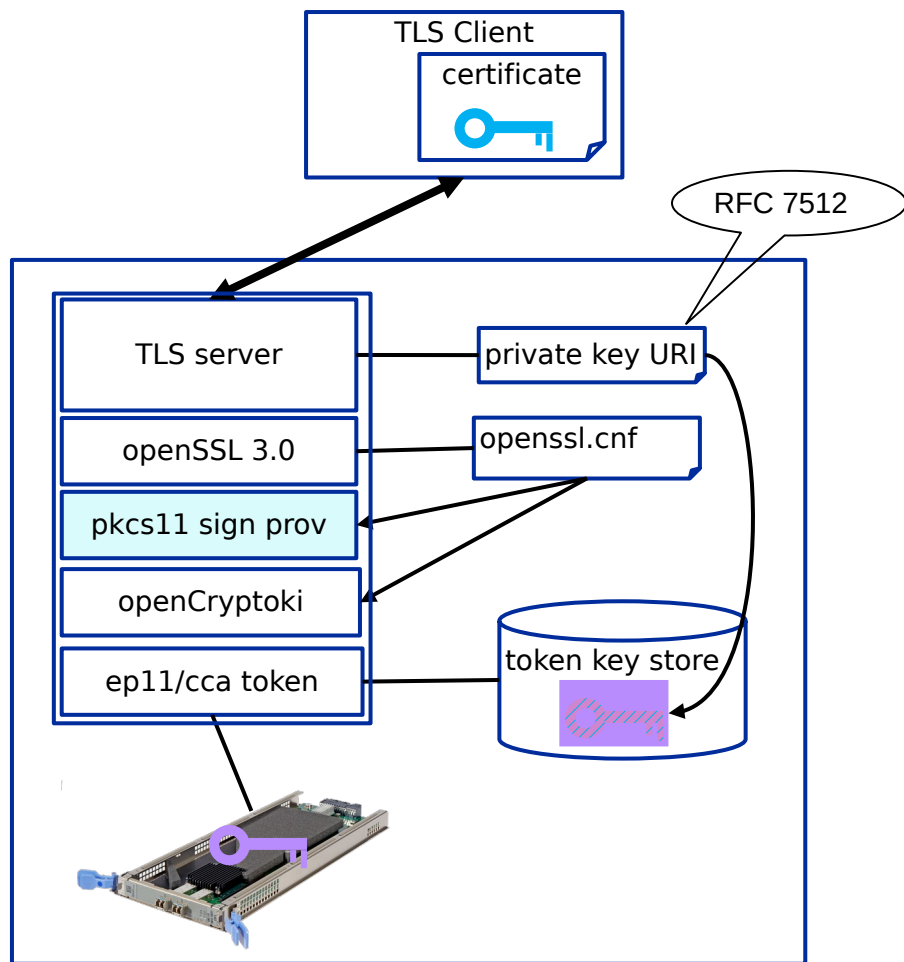 TLS Client
certificate
RFC 7512
TLS server
private key URI
openSSL 3.0
openssl.cnf
pkcs11 sign prov
openCryptoki
ep11/cca token
token key store